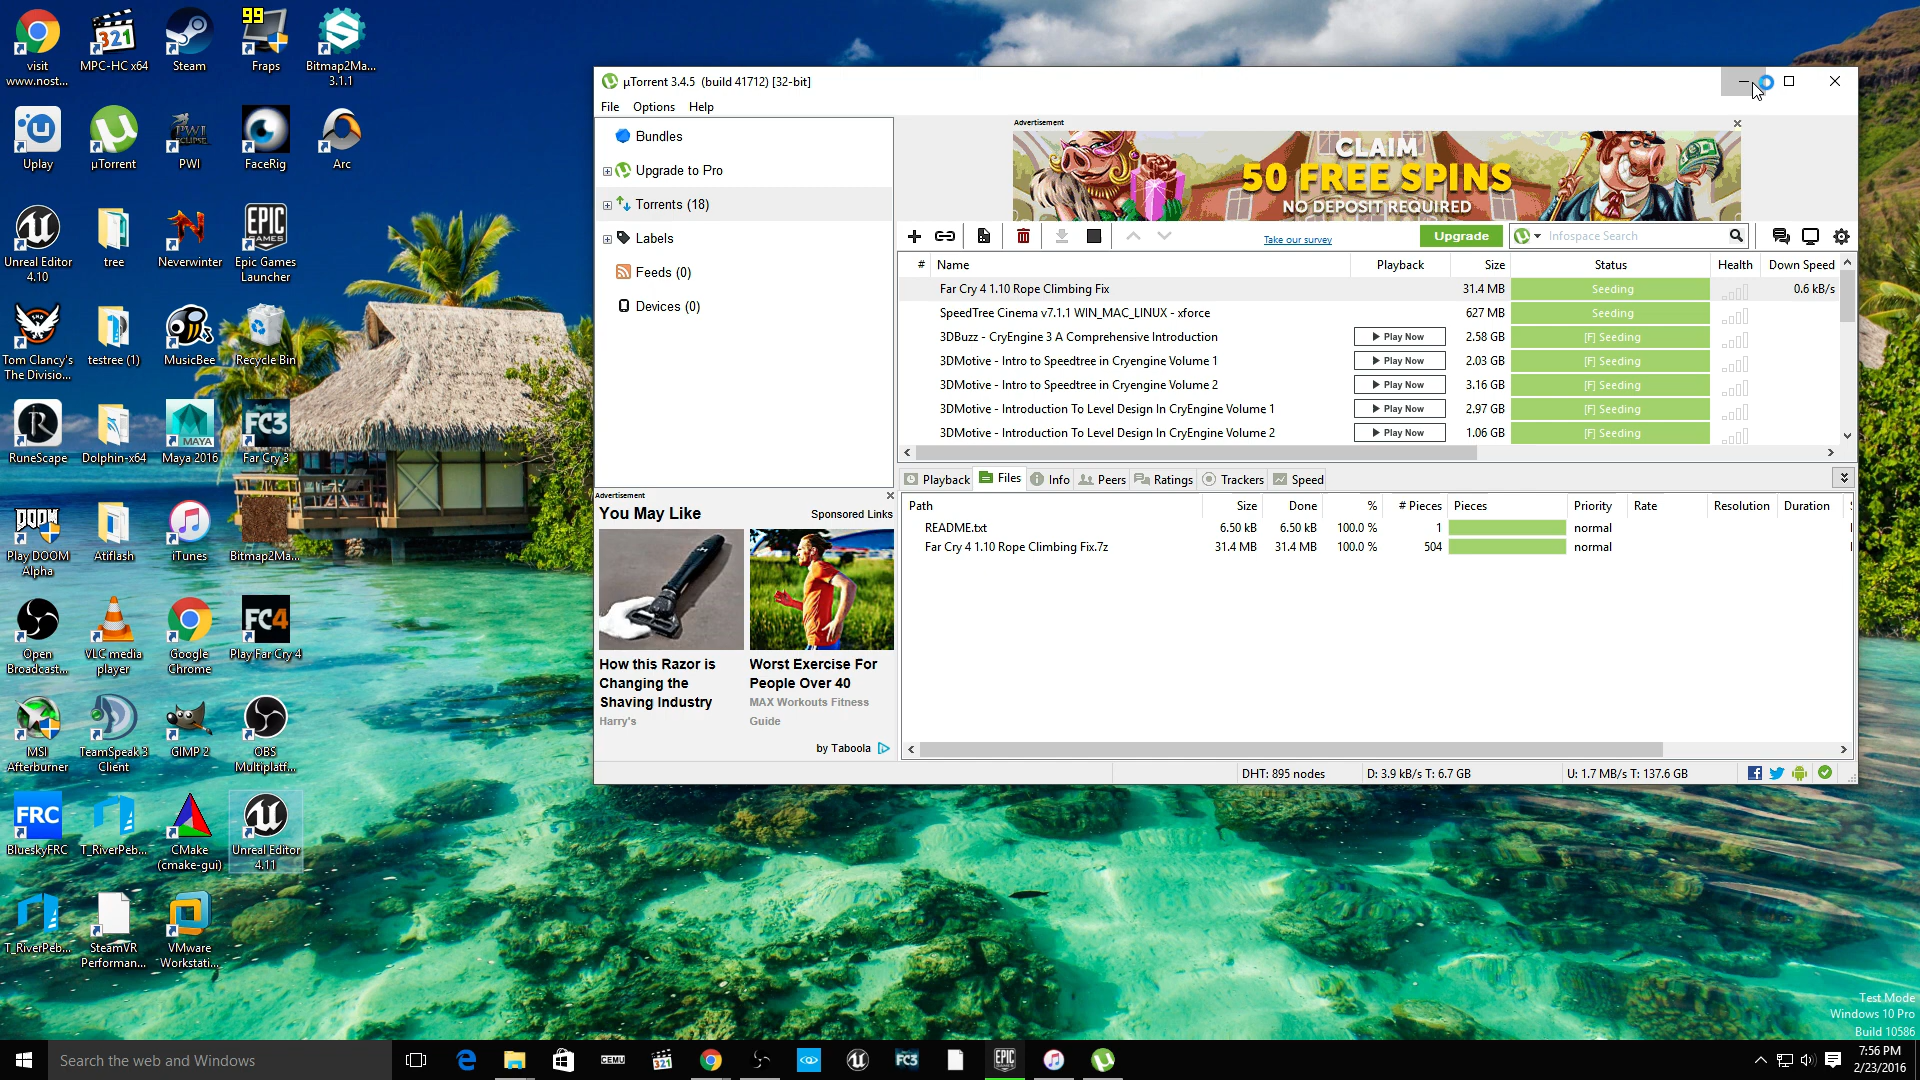 visit
www.nost...
MPC-HC x64
Steam
99
Fraps
Bitmap2Ma...
3.1.1
Uplay
µTorrent
PWI
FaceRig
Arc
Unreal Editor
4.10
tree
Neverwinter
Epic Games
Launcher
Tom Clancy's
The Divisio...
testree (1)
MusicBee
Recycle Bin
RuneScape
Dolphin-x64
Maya 2016
Far Cry 3
Play DOOM
Alpha
Atiflash
iTunes
Bitmap2Ma...
Open
Broadcast...
VLC media
player
Google
Chrome
Play Far Cry 4
MSI
Afterburner
TeamSpeak 3
Client
GIMP 2
OBS
Multiplatf...
BlueskyFRC
T_RiverPeb...
CMake
(cmake-gui)
Unreal Editor
4.11
T_RiverPeb...
SteamVR
Performan...
VMware
Workstati...
µTorrent 3.4.5 (build 41712) [32-bit]
File Options Help
Bundles
Upgrade to Pro
Torrents (18)
Labels
Feeds (0)
Devices (0)
Advertisement
CLAIM
50 FREE SPINS
NO DEPOSIT REQUIRED
Take our survey
Upgrade
Infospace Search
# Name Playback Size Status Health Down Speed
Far Cry 4 1.10 Rope Climbing Fix 31.4 MB Seeding 0.6 kB/s
SpeedTree Cinema v7.1.1 WIN_MAC_LINUX - xforce 627 MB Seeding
3DBuzz - CryEngine 3 A Comprehensive Introduction Play Now 2.58 GB [F] Seeding
3DMotive - Intro to Speedtree in Cryengine Volume 1 Play Now 2.03 GB [F] Seeding
3DMotive - Intro to Speedtree in Cryengine Volume 2 Play Now 3.16 GB [F] Seeding
3DMotive - Introduction To Level Design In CryEngine Volume 1 Play Now 2.97 GB [F] Seeding
3DMotive - Introduction To Level Design In CryEngine Volume 2 Play Now 1.06 GB [F] Seeding
Playback Files Info Peers Ratings Trackers Speed
Path Size Done % # Pieces Pieces Priority Rate Resolution Duration
README.txt 6.50 kB 6.50 kB 100.0 % 1 normal
Far Cry 4 1.10 Rope Climbing Fix.7z 31.4 MB 31.4 MB 100.0 % 504 normal
Advertisement
You May Like Sponsored Links
How this Razor is
Changing the
Shaving Industry
Harry's
Worst Exercise For
People Over 40
MAX Workouts Fitness
Guide
by Taboola
DHT: 895 nodes D: 3.9 kB/s T: 6.7 GB U: 1.7 MB/s T: 137.6 GB
Test Mode
Windows 10 Pro
Build 10586
Search the web and Windows
CEMU
321
FC3
EPIC
7:56 PM
2/23/2016